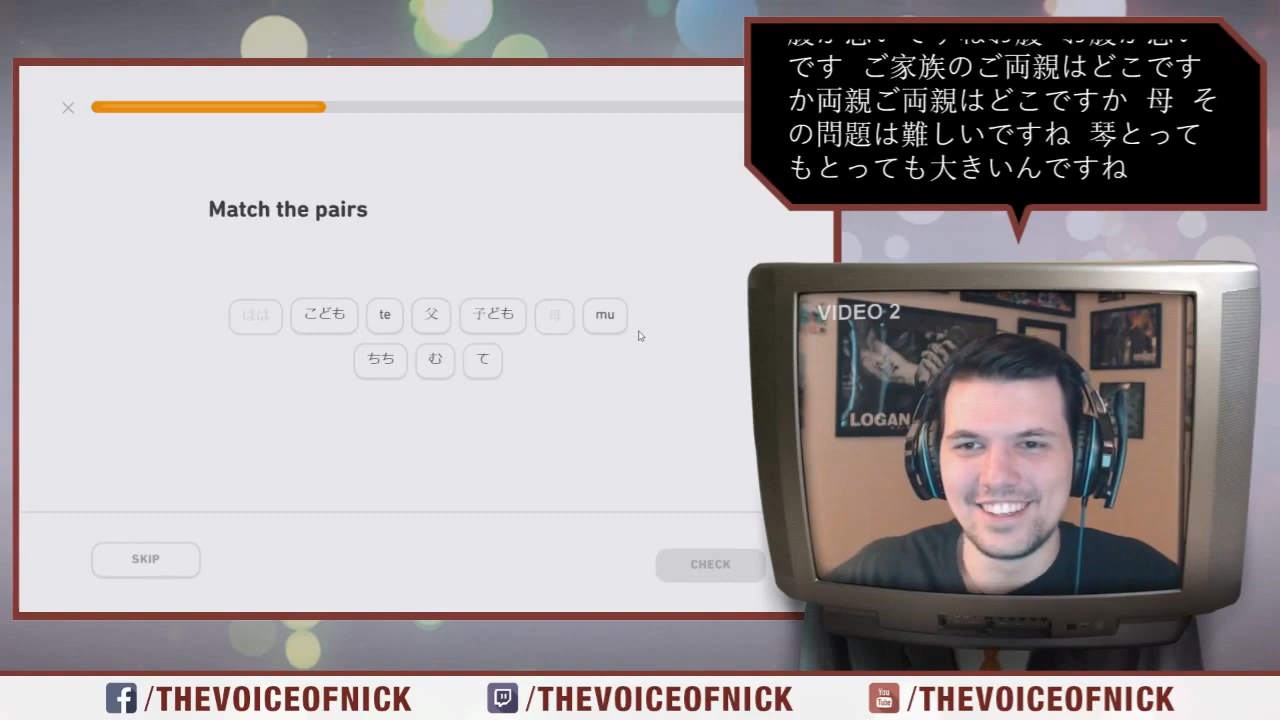 です ご家族のご両親はどこです
か両親ご両親はどこですか 母 そ
の問題は難しいですね 琴とって
もとっても大きいんですね
Match the pairs
はは こども te 父 子ども 母 mu
ちち む て
SKIP
CHECK
VIDEO 2
LOGAN
/THEVOICEOFNICK
/THEVOICEOFNICK
You Tube /THEVOICEOFNICK